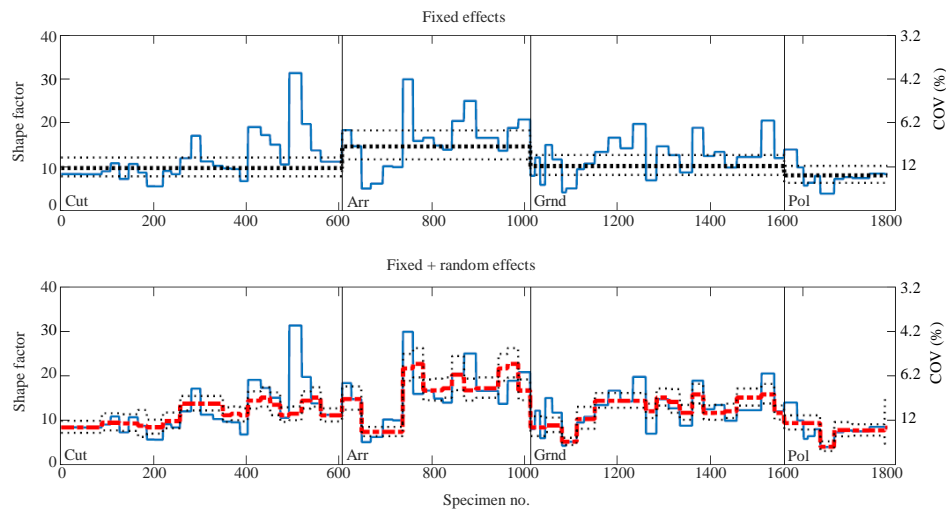 Fixed effects
40
30
20
10
0
Shape factor
3.2
4.2
6.2
12
COV (%)
Cut
Arr
Grnd
Pol
0 200 400 600 800 1000 1200 1400 1600 1800
Fixed + random effects
40
30
20
10
0
Shape factor
3.2
4.2
6.2
12
COV (%)
Cut
Arr
Grnd
Pol
0 200 400 600 800 1000 1200 1400 1600 1800
Specimen no.